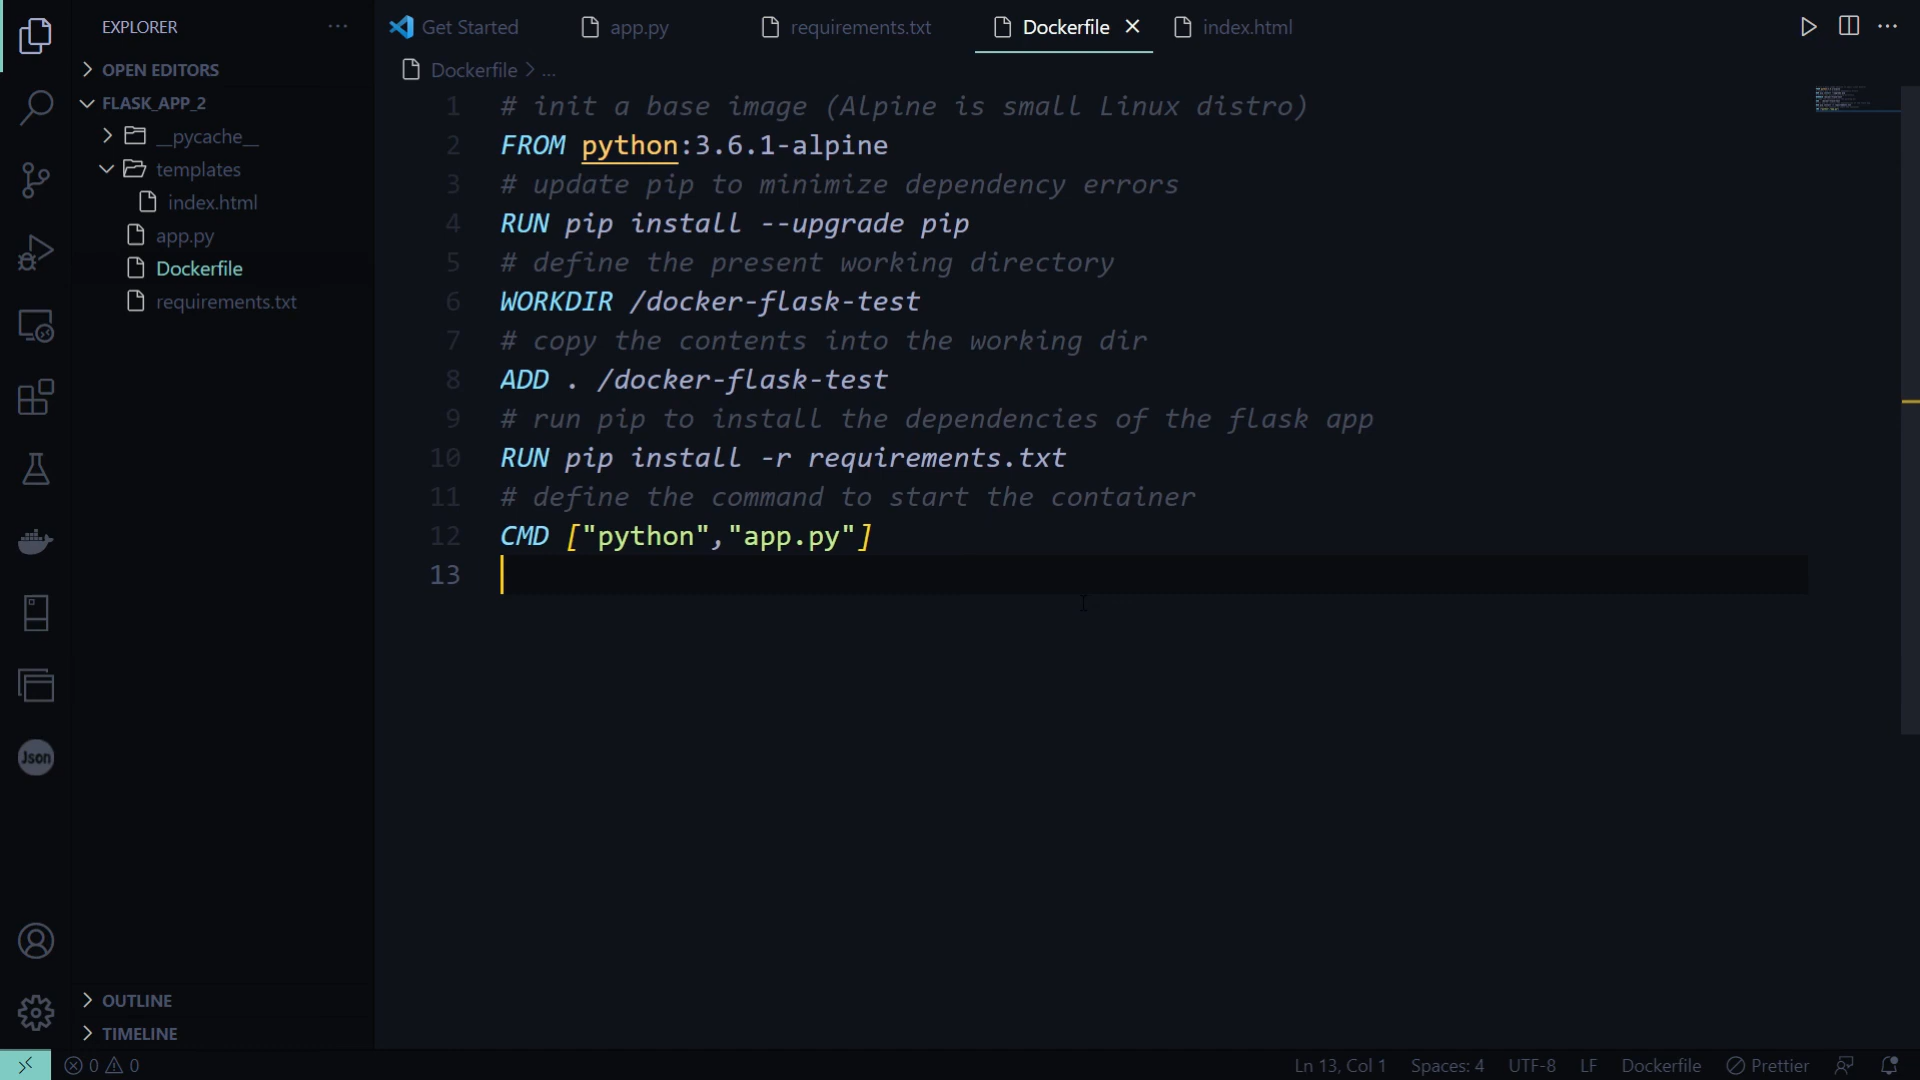 EXPLORER
OPEN EDITORS
FLASK_APP_2
__pycache__
templates
index.html
app.py
Dockerfile
requirements.txt
OUTLINE
TIMELINE
Get Started
app.py
requirements.txt
Dockerfile
index.html
Dockerfile > ...
1 # init a base image (Alpine is small Linux distro)
2 FROM python:3.6.1-alpine
3 # update pip to minimize dependency errors
4 RUN pip install --upgrade pip
5 # define the present working directory
6 WORKDIR /docker-flask-test
7 # copy the contents into the working dir
8 ADD . /docker-flask-test
9 # run pip to install the dependencies of the flask app
10 RUN pip install -r requirements.txt
11 # define the command to start the container
12 CMD ["python","app.py"]
13
Json
0 0
Ln 13, Col 1 Spaces: 4 UTF-8 LF Dockerfile Prettier